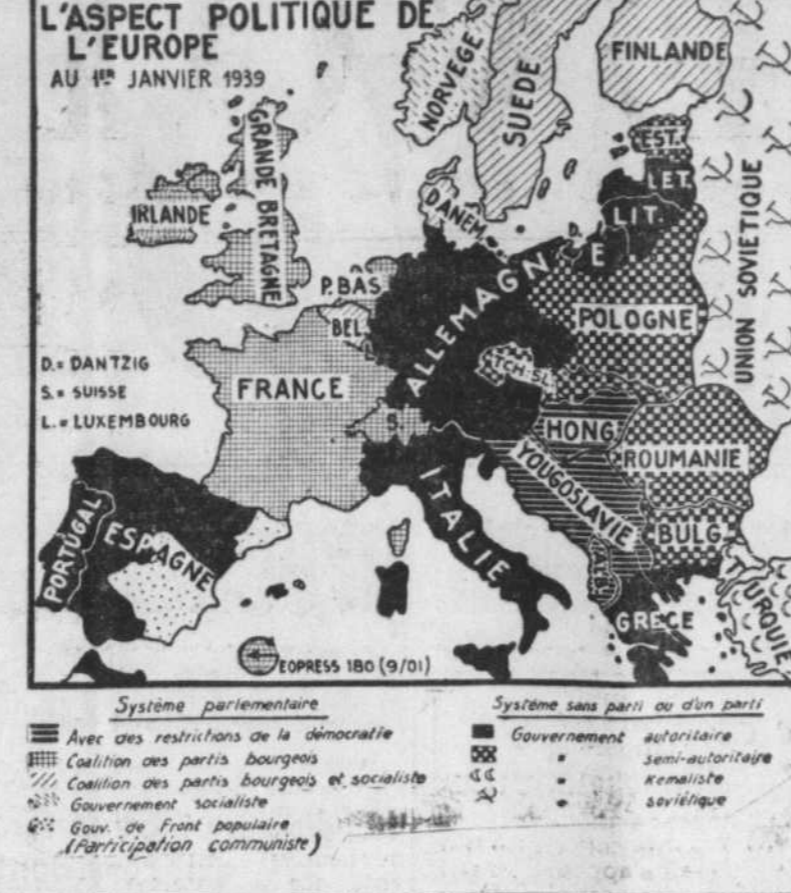 L'ASPECT POLITIQUE DE
L'EUROPE
AU 1ER JANVIER 1939
NORVEGE
SUEDE
FINLANDE
GRANDE BRETAGNE
IRLANDE
DANEM.
EST.
LET.
LIT.
D.
UNION SOVIETIQUE
P. BAS
BEL.
L.
ALLEMAGNE
POLOGNE
TCH-SL.
D. = DANTZIG
S. = SUISSE
L. = LUXEMBOURG
FRANCE
S.
HONG.
ROUMANIE
YOUGOSLAVIE
ITALIE
BULG
PORTUGAL
ESPAGNE
GRECE
TURQUIE
EOPRESS 180 (9/01)
Système parlementaire
Avec des restrictions de la démocratie
Coalition des partis bourgeois
Coalition des partis bourgeois et socialiste
Gouvernement socialiste
Gouv. de Front populaire
(Participation communiste)
Système sans parti ou d'un parti
Gouvernement autoritaire
" semi-autoritaire
" Kemaliste
" soviétique